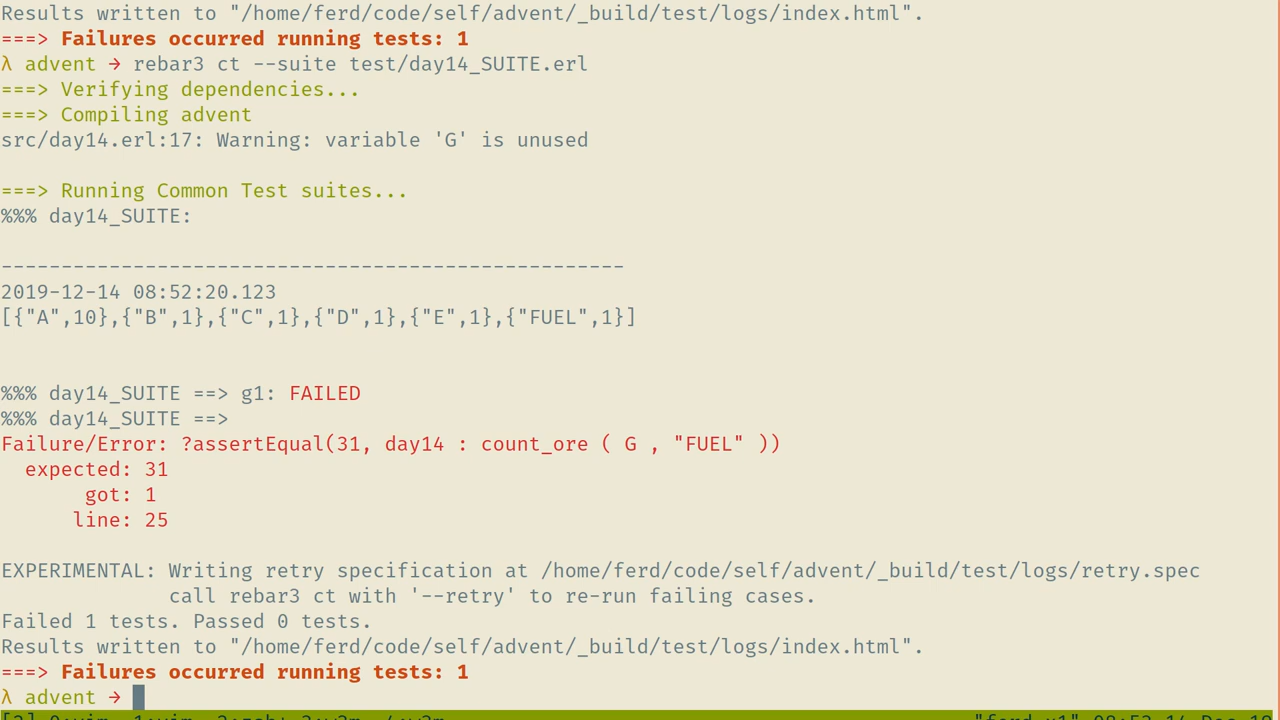 Results written to "/home/ferd/code/self/advent/_build/test/logs/index.html".
===> Failures occurred running tests: 1
λ advent → rebar3 ct --suite test/day14_SUITE.erl
===> Verifying dependencies...
===> Compiling advent
src/day14.erl:17: Warning: variable 'G' is unused
===> Running Common Test suites...
%%% day14_SUITE:
----------------------------------------------------
2019-12-14 08:52:20.123
[{"A",10},{"B",1},{"C",1},{"D",1},{"E",1},{"FUEL",1}]
%%% day14_SUITE ==> g1: FAILED
%%% day14_SUITE ==>
Failure/Error: ?assertEqual(31, day14 : count_ore ( G , "FUEL" ))
expected: 31
got: 1
line: 25
EXPERIMENTAL: Writing retry specification at /home/ferd/code/self/advent/_build/test/logs/retry.spec
call rebar3 ct with '--retry' to re-run failing cases.
Failed 1 tests. Passed 0 tests.
Results written to "/home/ferd/code/self/advent/_build/test/logs/index.html".
===> Failures occurred running tests: 1
λ advent →